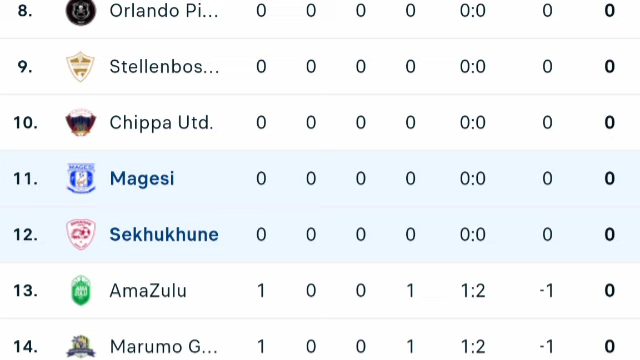 8. Orlando Pi... 0 0 0 0 0:0 0 0
9. Stellenbos... 0 0 0 0 0:0 0 0
10. Chippa Utd. 0 0 0 0 0:0 0 0
MAGESI
11. Magesi 0 0 0 0 0:0 0 0
12. Sekhukhune 0 0 0 0 0:0 0 0
13. AmaZulu 1 0 0 1 1:2 -1 0
14. Marumo G... 1 0 0 1 1:2 -1 0